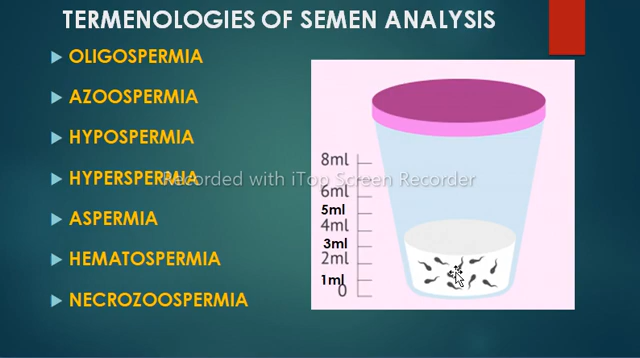 TERMENOLOGIES OF SEMEN ANALYSIS
OLIGOSPERMIA
AZOOSPERMIA
HYPOSPERMIA
HYPERSPERMIA
ASPERMIA
HEMATOSPERMIA
NECROZOOSPERMIA
Recorded with iTop Screen Recorder
8ml
6ml
5ml
4ml
3ml
2ml
1ml
0